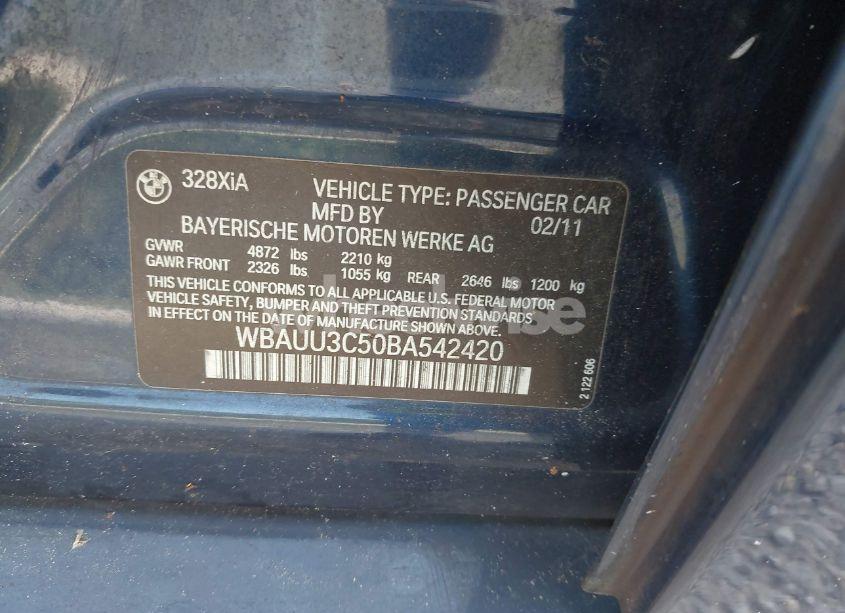 328XiA VEHICLE TYPE: PASSENGER CAR
MFD BY 02/11
BAYERISCHE MOTOREN WERKE AG
GVWR 4872 lbs 2210 kg
GAWR FRONT 2326 lbs 1055 kg REAR 2646 lbs 1200 kg
THIS VEHICLE CONFORMS TO ALL APPLICABLE U.S. FEDERAL MOTOR
VEHICLE SAFETY, BUMPER AND THEFT PREVENTION STANDARDS
IN EFFECT ON THE DATE OF MANUFACTURE SHOWN ABOVE.
WBAUU3C50BA542420
2 122 606